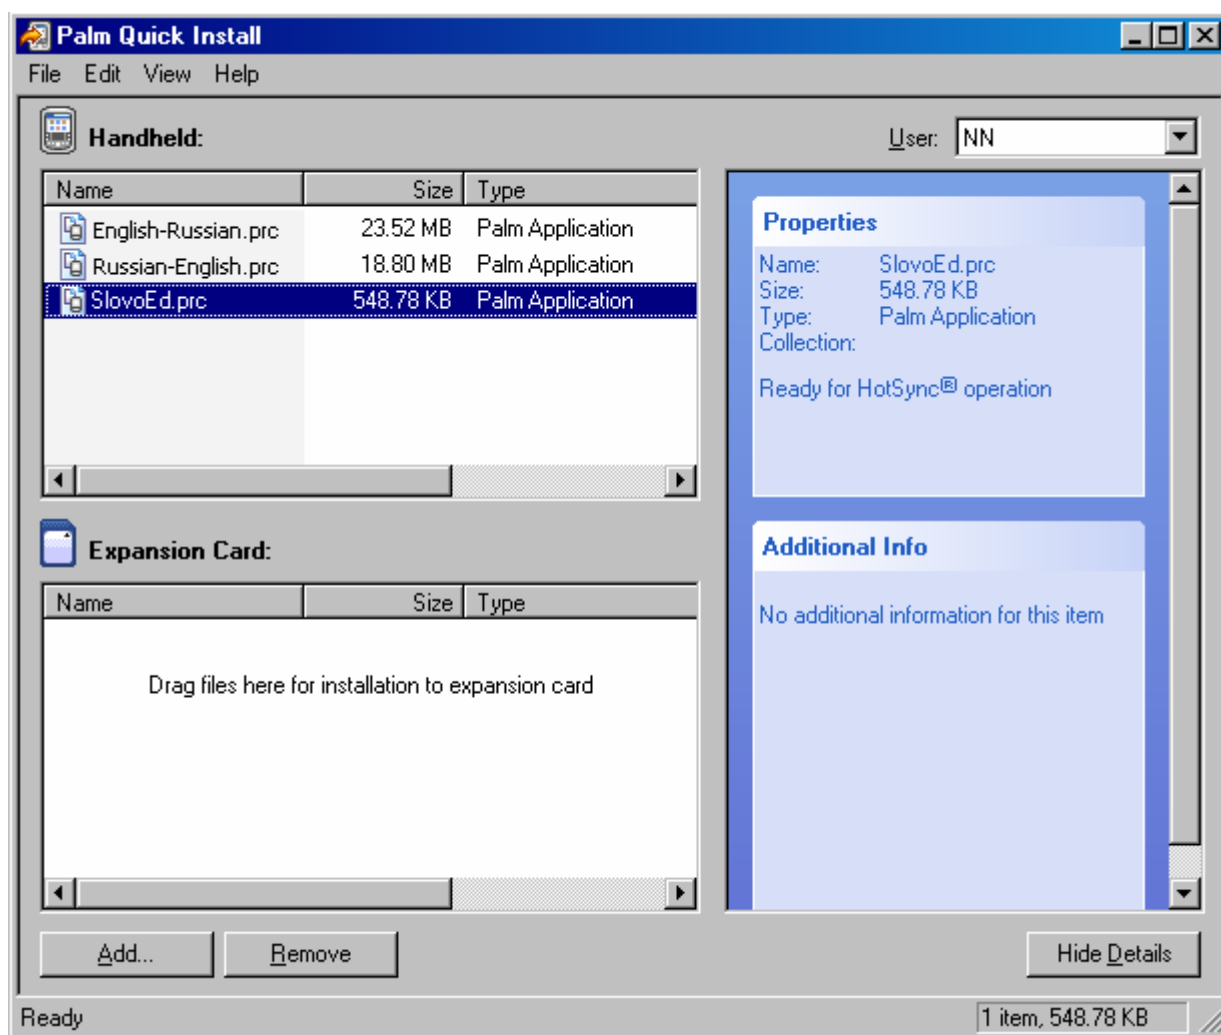 Palm Quick Install
File Edit View Help
Handheld:
User: NN
Name Size Type
English-Russian.prc 23.52 MB Palm Application
Russian-English.prc 18.80 MB Palm Application
SlovoEd.prc 548.78 KB Palm Application
Properties
Name: SlovoEd.prc
Size: 548.78 KB
Type: Palm Application
Collection:
Ready for HotSync® operation
Expansion Card:
Name Size Type
Drag files here for installation to expansion card
Additional Info
No additional information for this item
Add... Remove Hide Details
Ready 1 item, 548.78 KB